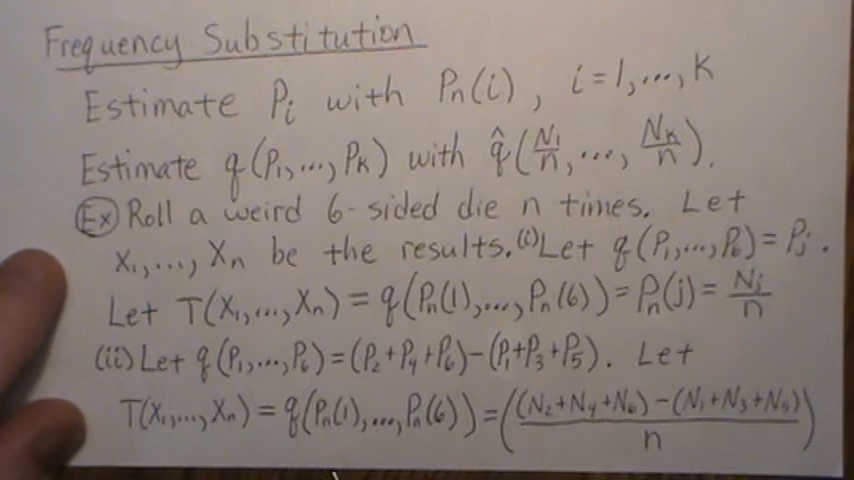 Frequency Substitution
Estimate Pᵢ with Pₙ(i), i=1,...,K
Estimate q(P₁,...,Pₖ) with q̂(N₁/n,...,Nₖ/n).
(Ex) Roll a weird 6-sided die n times. Let
X₁,...,Xₙ be the results. (i) Let q(P₁,...,P₆)=Pⱼ.
Let T(X₁,...,Xₙ)=q(Pₙ(1),...,Pₙ(6))=Pₙ(j)=Nⱼ/n
(ii) Let q(P₁,...,P₆)=(P₂+P₄+P₆)-(P₁+P₃+P₅). Let
T(X₁,...,Xₙ)=q(Pₙ(1),...,Pₙ(6))=(((N₂+N₄+N₆)-(N₁+N₃+N₅))/n)